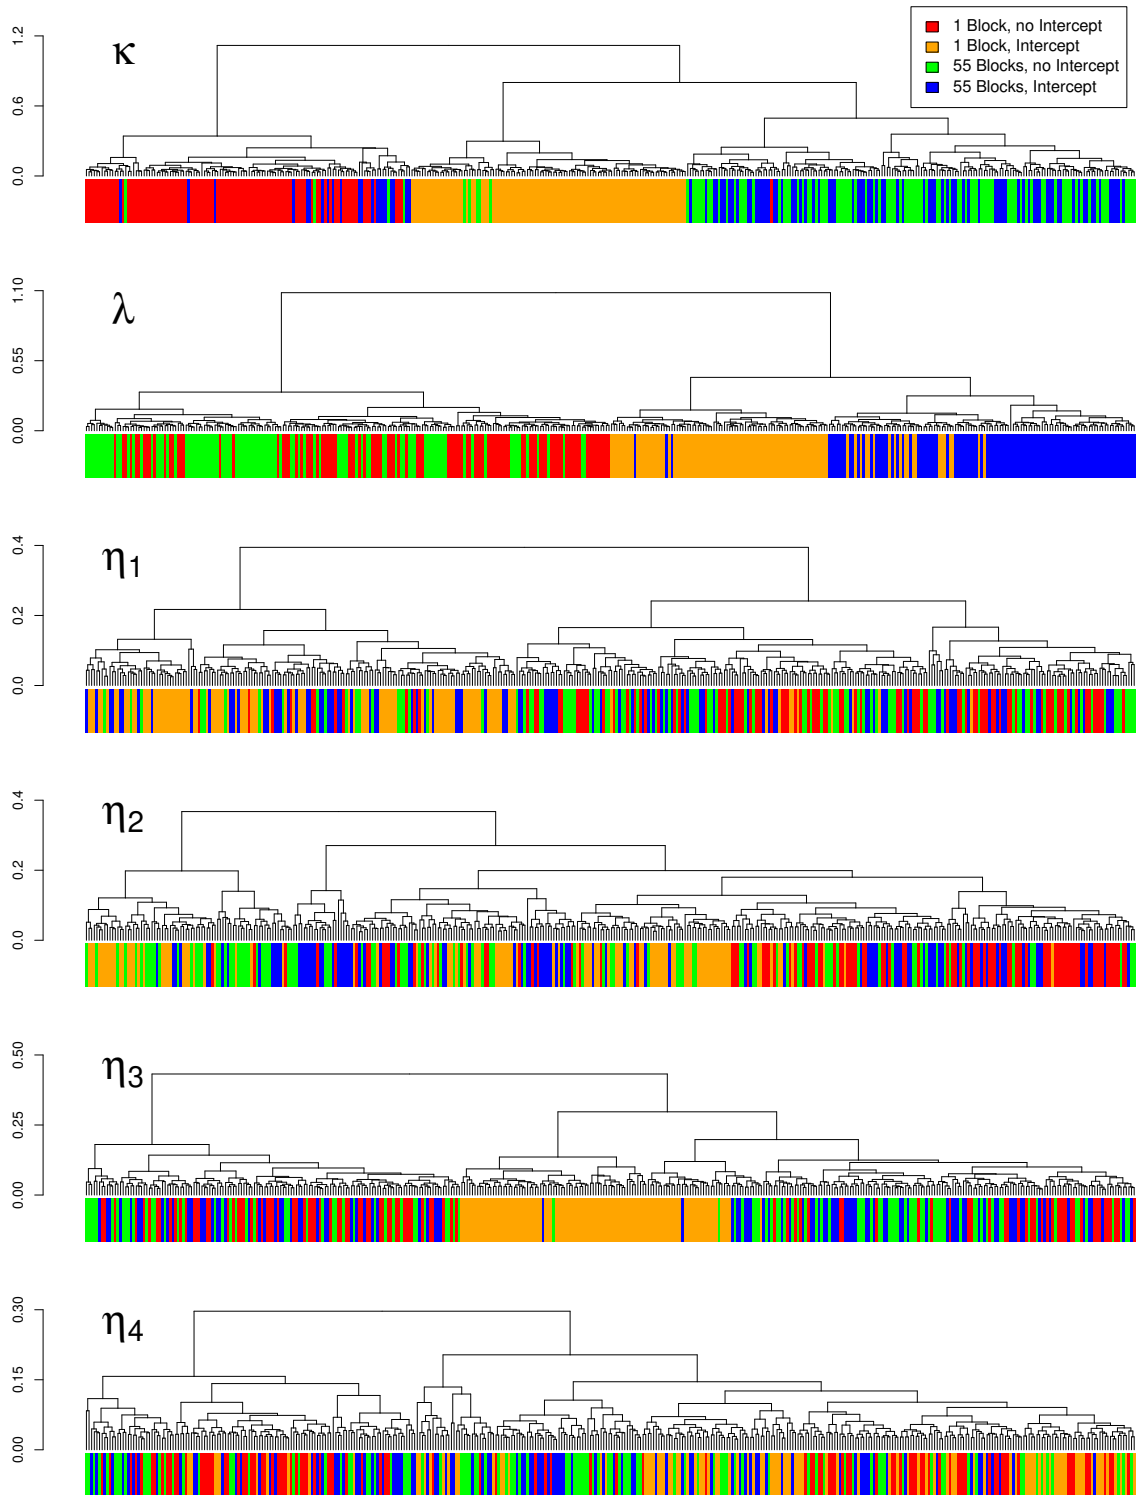 1 Block, no Intercept
1 Block, Intercept
55 Blocks, no Intercept
55 Blocks, Intercept
κ
1.2
0.6
0.0
λ
1.10
0.55
0.00
η1
0.4
0.2
0.0
η2
0.4
0.2
0.0
η3
0.50
0.25
0.00
η4
0.30
0.15
0.00